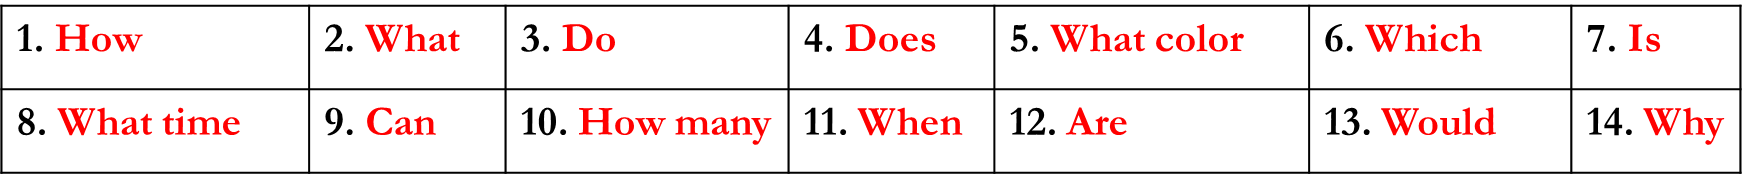 1. How 2. What 3. Do 4. Does 5. What color 6. Which 7. Is
8. What time 9. Can 10. How many 11. When 12. Are 13. Would 14. Why